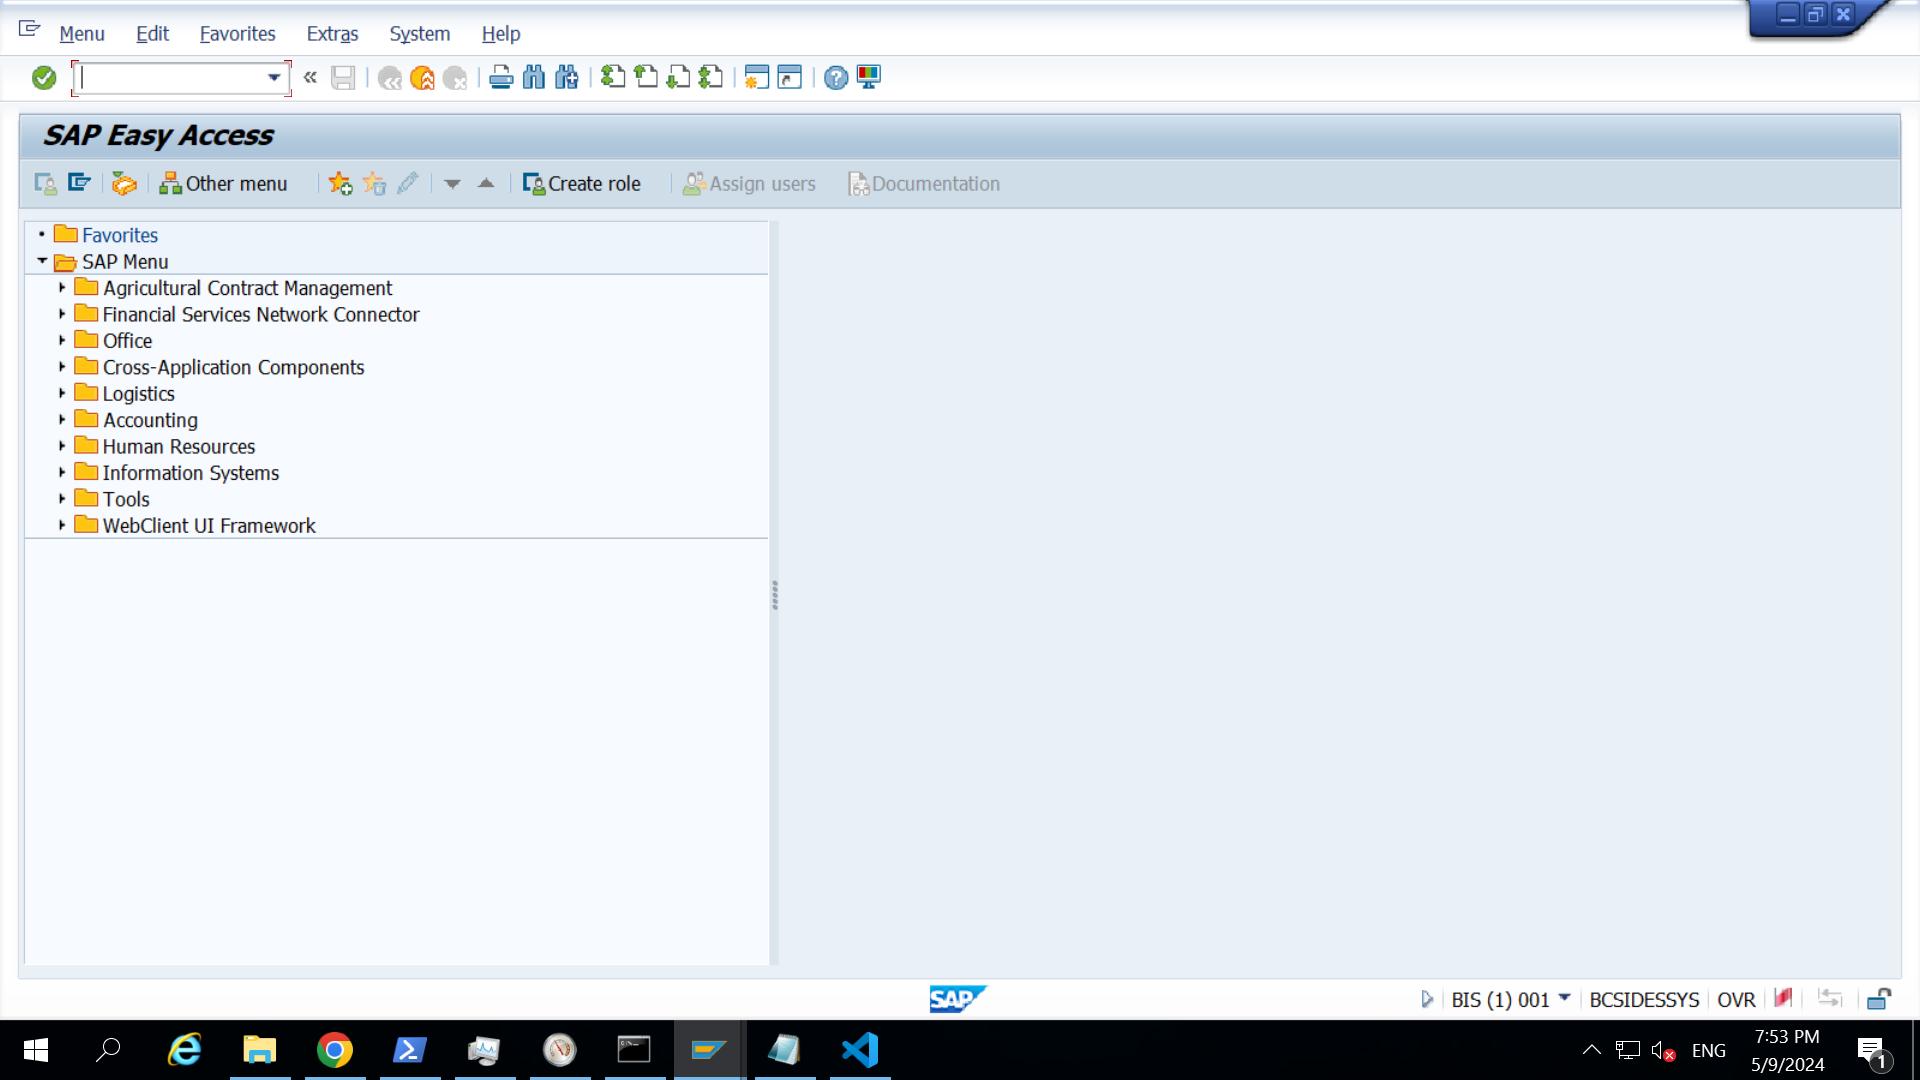 Menu Edit Favorites Extras System Help
SAP Easy Access
Other menu Create role Assign users Documentation
Favorites
SAP Menu
Agricultural Contract Management
Financial Services Network Connector
Office
Cross-Application Components
Logistics
Accounting
Human Resources
Information Systems
Tools
WebClient UI Framework
SAP BIS (1) 001 BCSIDESSYS OVR
ENG
7:53 PM
5/9/2024
1